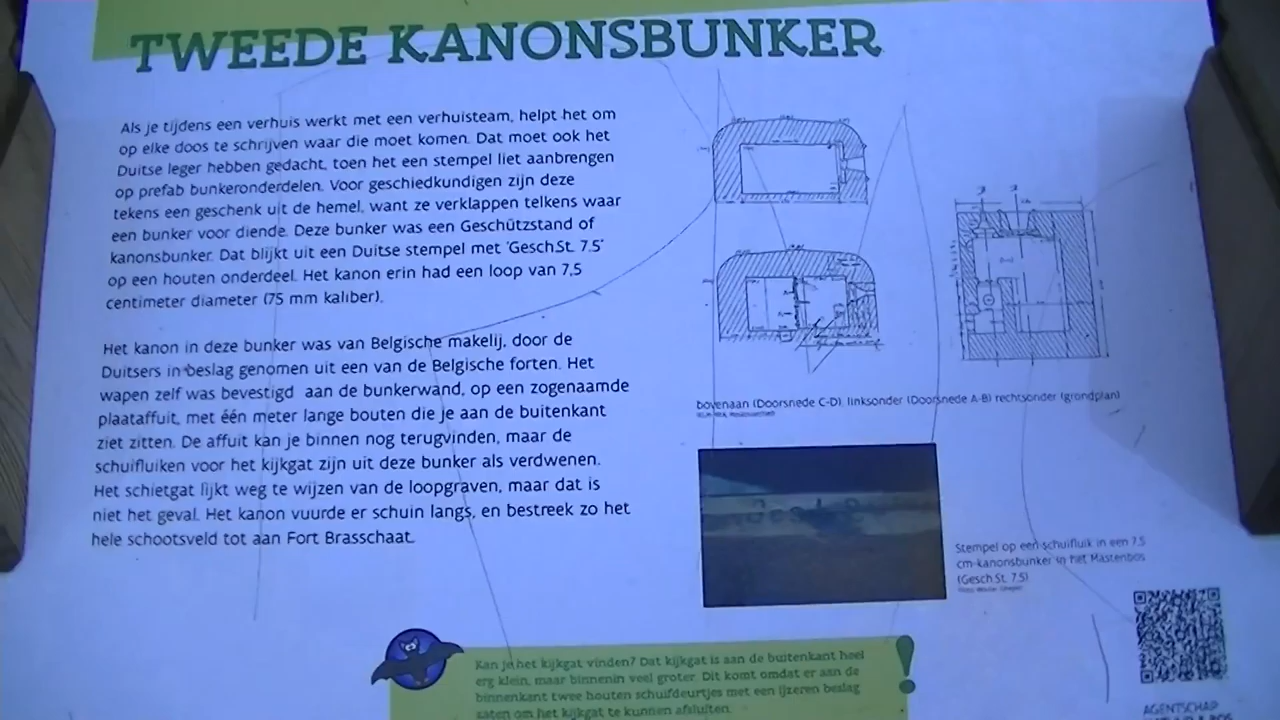 TWEEDE KANONSBUNKER
Als je tijdens een verhuis werkt met een verhuisteam, helpt het om
op elke doos te schrijven waar die moet komen. Dat moet ook het
Duitse leger hebben gedacht, toen het een stempel liet aanbrengen
op prefab bunkeronderdelen. Voor geschiedkundigen zijn deze
tekens een geschenk uit de hemel, want ze verklappen telkens waar
een bunker voor diende. Deze bunker was een Geschützstand of
kanonsbunker. Dat blijkt uit een Duitse stempel met 'Gesch.St. 7.5'
op een houten onderdeel. Het kanon erin had een loop van 7,5
centimeter diameter (75 mm kaliber).
Het kanon in deze bunker was van Belgische makelij, door de
Duitsers in beslag genomen uit een van de Belgische forten. Het
wapen zelf was bevestigd aan de bunkerwand, op een zogenaamde
plaataffuit, met één meter lange bouten die je aan de buitenkant
ziet zitten. De affuit kan je binnen nog terugvinden, maar de
schuifluiken voor het kijkgat zijn uit deze bunker als verdwenen.
Het schietgat lijkt weg te wijzen van de loopgraven, maar dat is
niet het geval. Het kanon vuurde er schuin langs, en bestreek zo het
hele schootsveld tot aan Fort Brasschaat.
bovenaan (Doorsnede C-D), linksonder (Doorsnede A-B) rechtsonder (grondplan)
Stempel op een schuifluik in een 7.5
cm-kanonsbunker in het Mastenbos
(Gesch.St. 7.5)
Kan je het kijkgat vinden? Dat kijkgat is aan de buitenkant heel
erg klein, maar binnenin veel groter. Dit komt omdat er aan de
binnenkant twee houten schuifdeurtjes met een ijzeren beslag
zaten om het kijkgat te kunnen afsluiten.
!
AGENTSCHAP